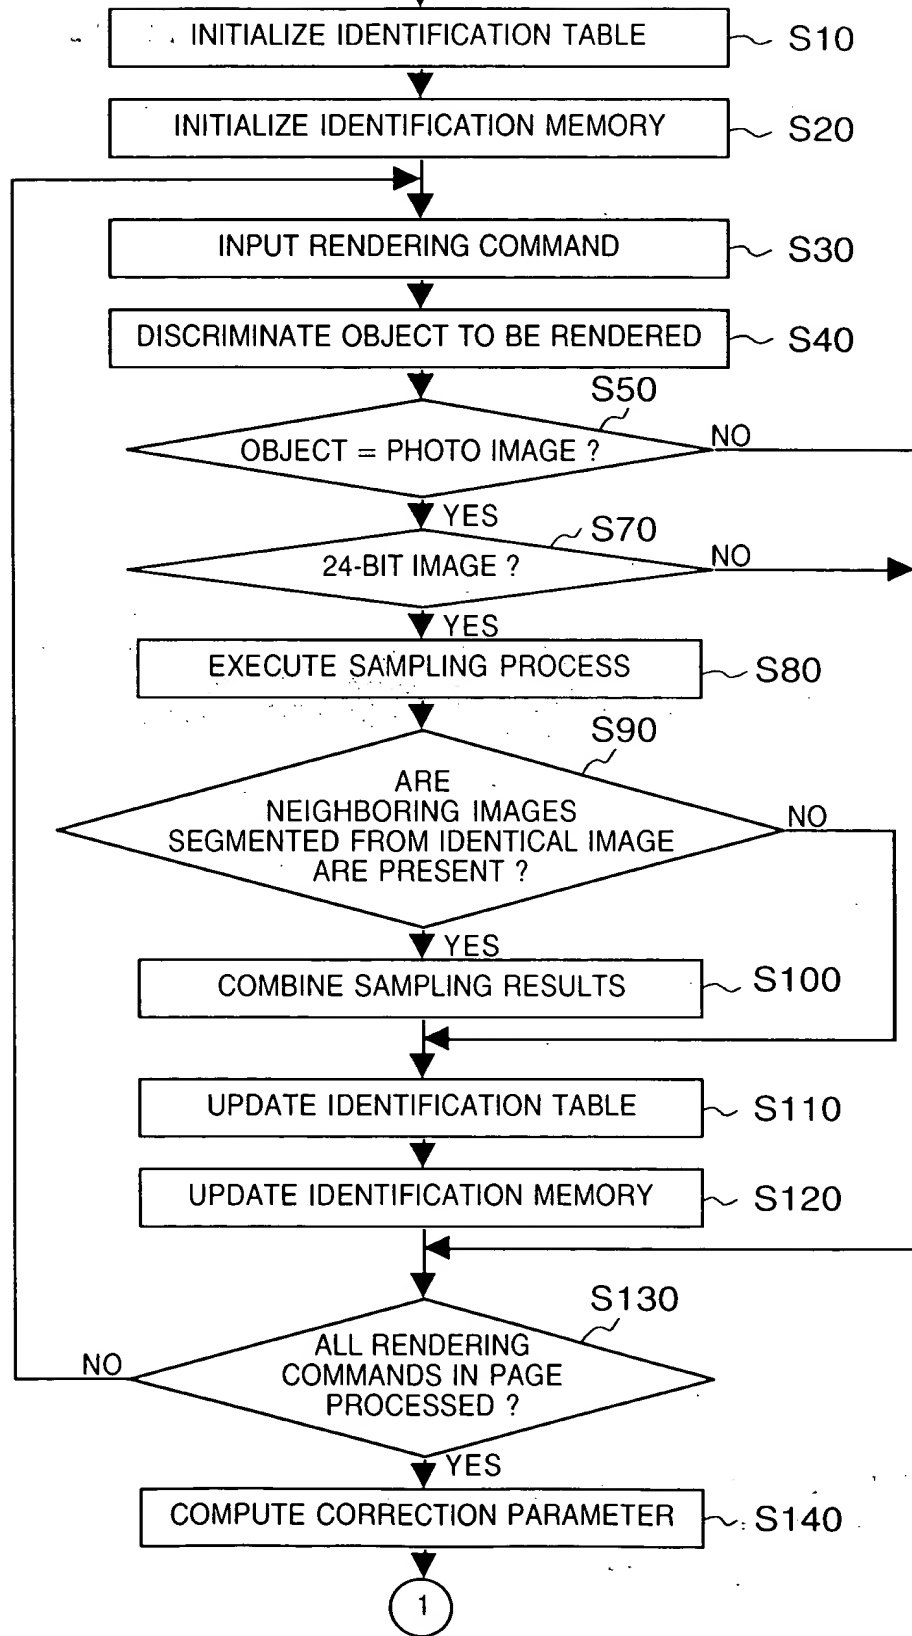 INITIALIZE IDENTIFICATION TABLE S10
INITIALIZE IDENTIFICATION MEMORY S20
INPUT RENDERING COMMAND S30
DISCRIMINATE OBJECT TO BE RENDERED S40
S50
OBJECT = PHOTO IMAGE ? NO
YES
S70
24-BIT IMAGE ? NO
YES
EXECUTE SAMPLING PROCESS S80
S90
ARE
NEIGHBORING IMAGES
SEGMENTED FROM IDENTICAL IMAGE
ARE PRESENT ?
NO
YES
COMBINE SAMPLING RESULTS S100
UPDATE IDENTIFICATION TABLE S110
UPDATE IDENTIFICATION MEMORY S120
S130
ALL RENDERING
COMMANDS IN PAGE
PROCESSED ?
NO
YES
COMPUTE CORRECTION PARAMETER S140
1